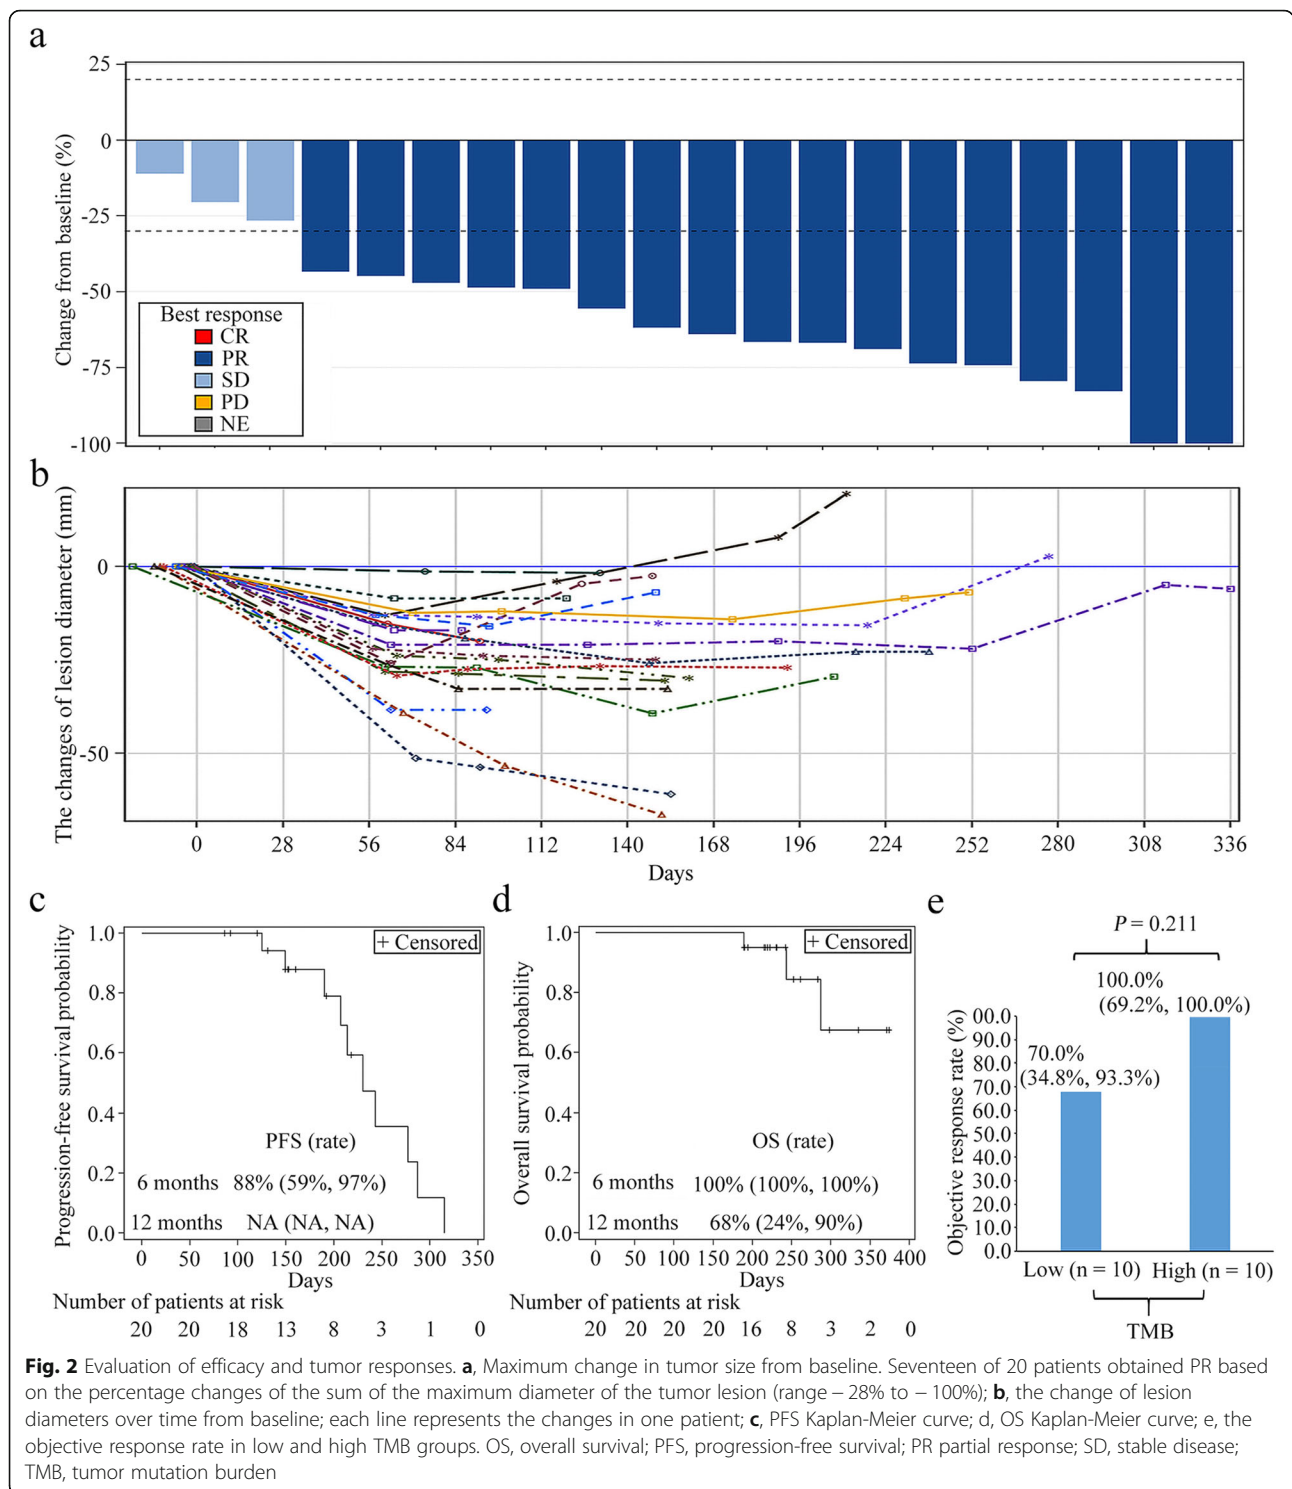 a
25
0
-25
-50
-75
-100
Change from baseline (%)
Best response
CR
PR
SD
PD
NE
b
0
-50
The changes of lesion diameter (mm)
0 28 56 84 112 140 168 196 224 252 280 308 336
Days
c
1.0
0.8
0.6
0.4
0.2
0.0
Progression-free survival probability
+ Censored
PFS (rate)
6 months 88% (59%, 97%)
12 months NA (NA, NA)
0 50 100 150 200 250 300 350
Days
Number of patients at risk
20 20 18 13 8 3 1 0
d
1.0
0.8
0.6
0.4
0.2
0.0
Overall survival probability
+ Censored
OS (rate)
6 months 100% (100%, 100%)
12 months 68% (24%, 90%)
0 50 100 150 200 250 300 350 400
Days
Number of patients at risk
20 20 20 20 16 8 3 2 0
e
P = 0.211
100.0%
(69.2%, 100.0%)
70.0%
(34.8%, 93.3%)
00.0
90.0
80.0
70.0
60.0
50.0
40.0
30.0
20.0
10.0
0.0
Objective response rate (%)
Low (n = 10) High (n = 10)
TMB
Fig. 2 Evaluation of efficacy and tumor responses. a, Maximum change in tumor size from baseline. Seventeen of 20 patients obtained PR based
on the percentage changes of the sum of the maximum diameter of the tumor lesion (range − 28% to − 100%); b, the change of lesion
diameters over time from baseline; each line represents the changes in one patient; c, PFS Kaplan-Meier curve; d, OS Kaplan-Meier curve; e, the
objective response rate in low and high TMB groups. OS, overall survival; PFS, progression-free survival; PR partial response; SD, stable disease;
TMB, tumor mutation burden